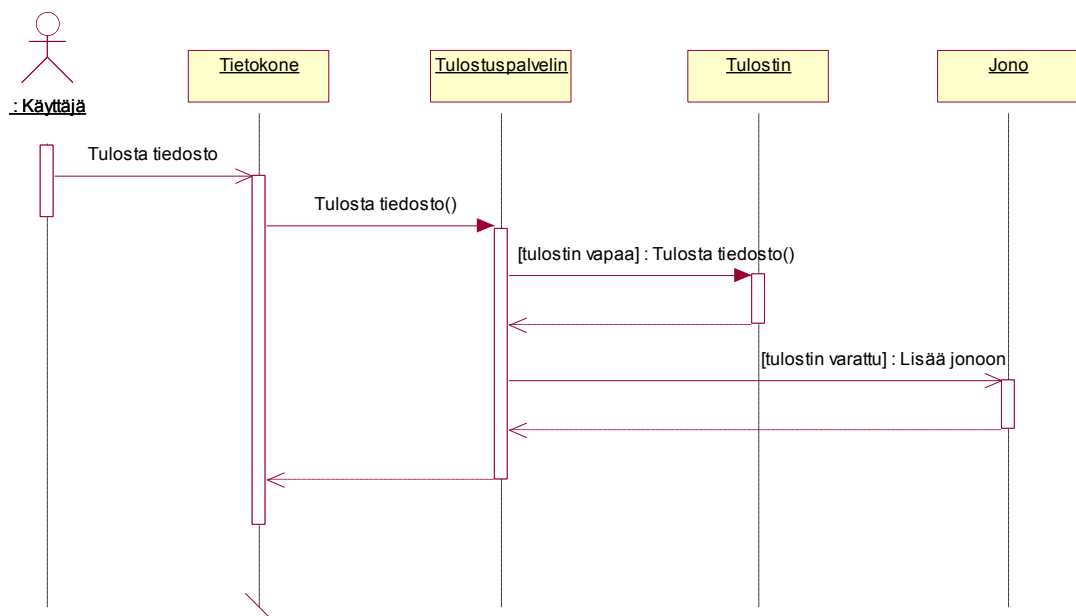 Tietokone
Tulostuspalvelin
Tulostin
Jono
: Käyttäjä
Tulosta tiedosto
Tulosta tiedosto()
[tulostin vapaa] : Tulosta tiedosto()
[tulostin varattu] : Lisää jonoon